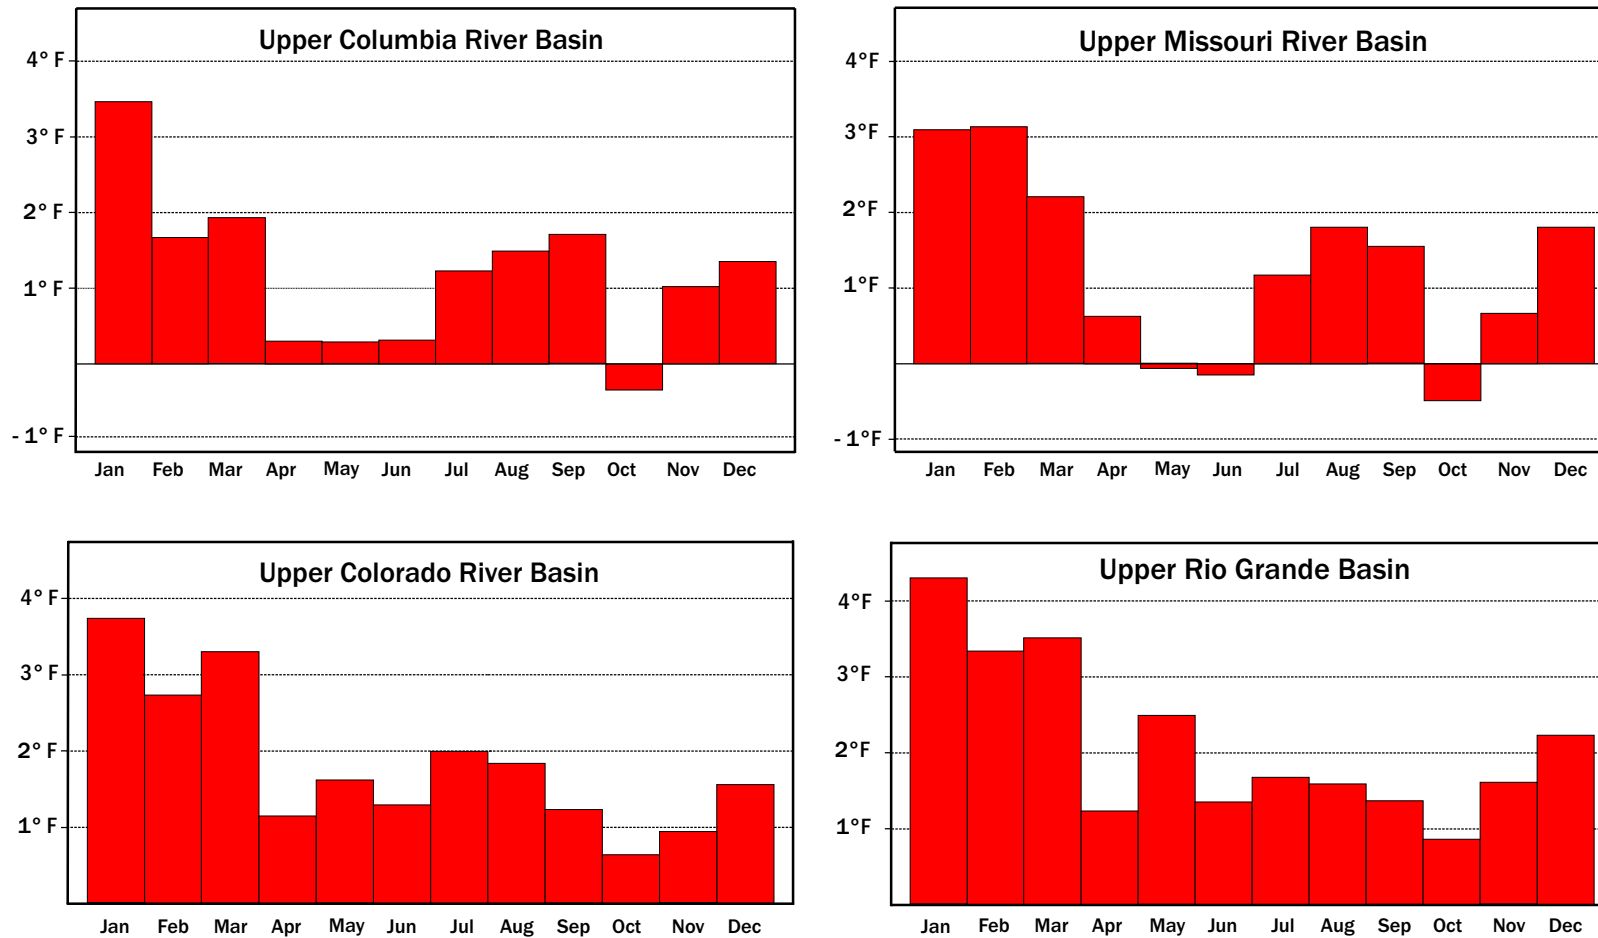 Upper Columbia River Basin
4° F
3° F
2° F
1° F
- 1° F
Jan Feb Mar Apr May Jun Jul Aug Sep Oct Nov Dec
Upper Missouri River Basin
4°F
3°F
2°F
1°F
- 1°F
Jan Feb Mar Apr May Jun Jul Aug Sep Oct Nov Dec
Upper Colorado River Basin
4° F
3° F
2° F
1° F
Jan Feb Mar Apr May Jun Jul Aug Sep Oct Nov Dec
Upper Rio Grande Basin
4°F
3°F
2°F
1°F
Jan Feb Mar Apr May Jun Jul Aug Sep Oct Nov Dec